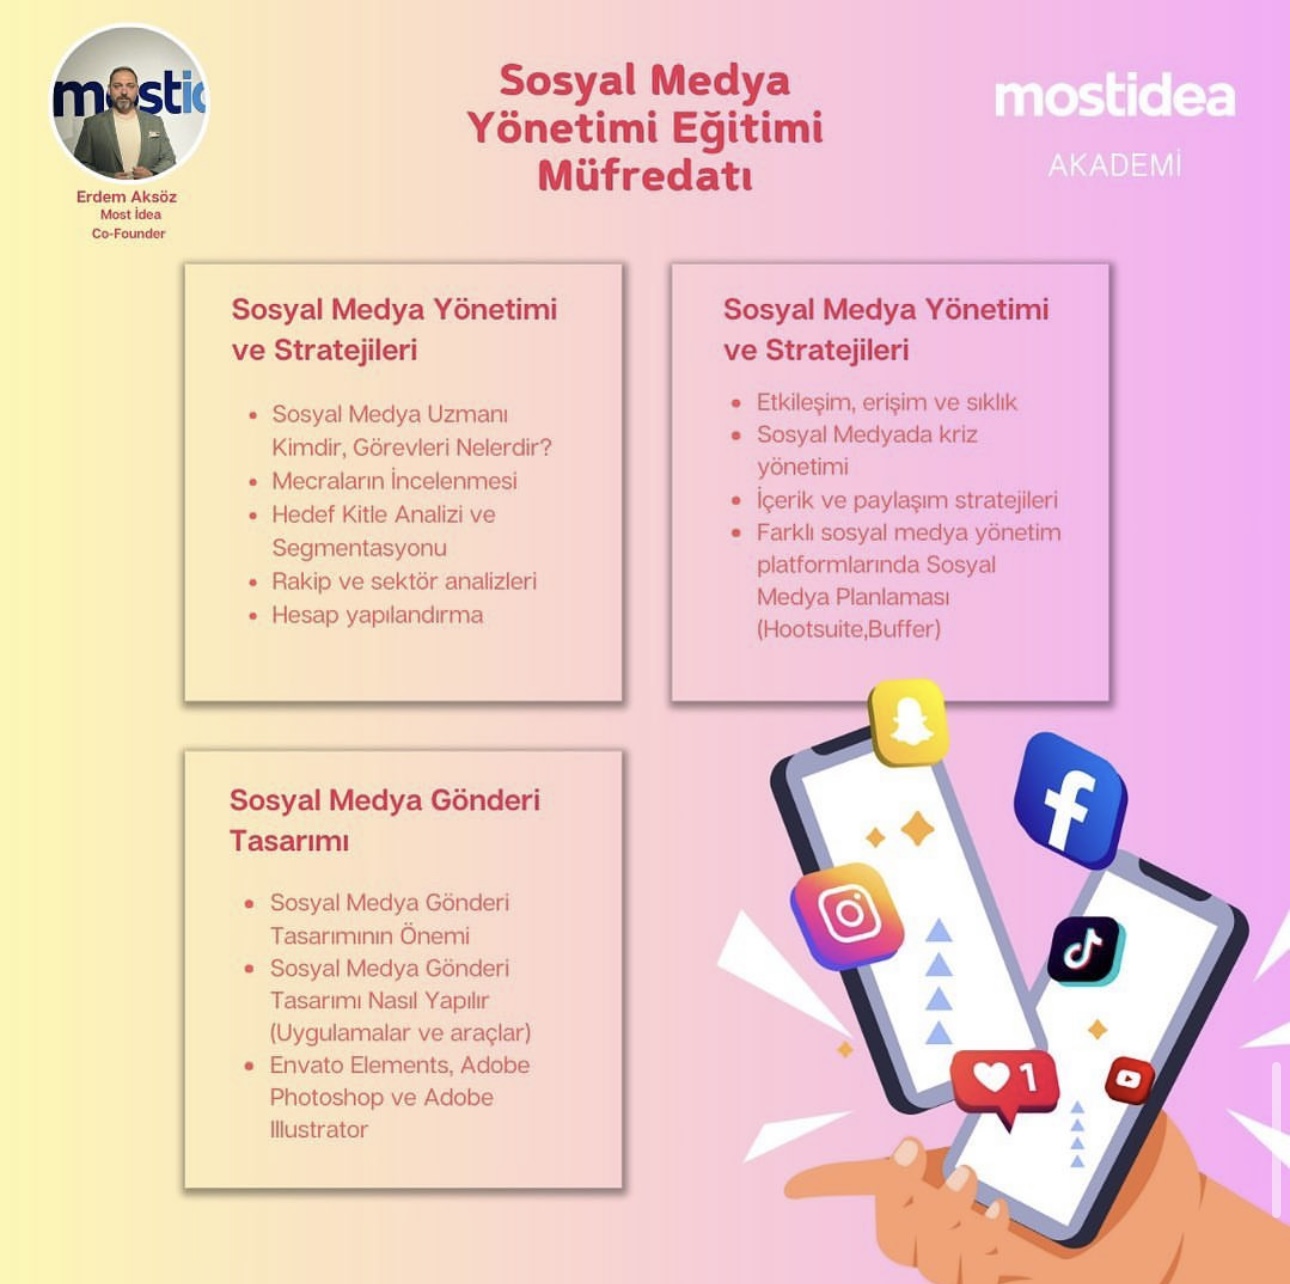 mostid
Erdem Aksöz
Most İdea
Co-Founder
Sosyal Medya
Yönetimi Eğitimi
Müfredatı
mostidea
AKADEMİ
Sosyal Medya Yönetimi
ve Stratejileri
• Sosyal Medya Uzmanı
Kimdir, Görevleri Nelerdir?
• Mecraların İncelenmesi
• Hedef Kitle Analizi ve
Segmentasyonu
• Rakip ve sektör analizleri
• Hesap yapılandırma
Sosyal Medya Yönetimi
ve Stratejileri
• Etkileşim, erişim ve sıklık
• Sosyal Medyada kriz
yönetimi
• İçerik ve paylaşım stratejileri
• Farklı sosyal medya yönetim
platformlarında Sosyal
Medya Planlaması
(Hootsuite,Buffer)
Sosyal Medya Gönderi
Tasarımı
• Sosyal Medya Gönderi
Tasarımının Önemi
• Sosyal Medya Gönderi
Tasarımı Nasıl Yapılır
(Uygulamalar ve araçlar)
• Envato Elements, Adobe
Photoshop ve Adobe
Illustrator
1